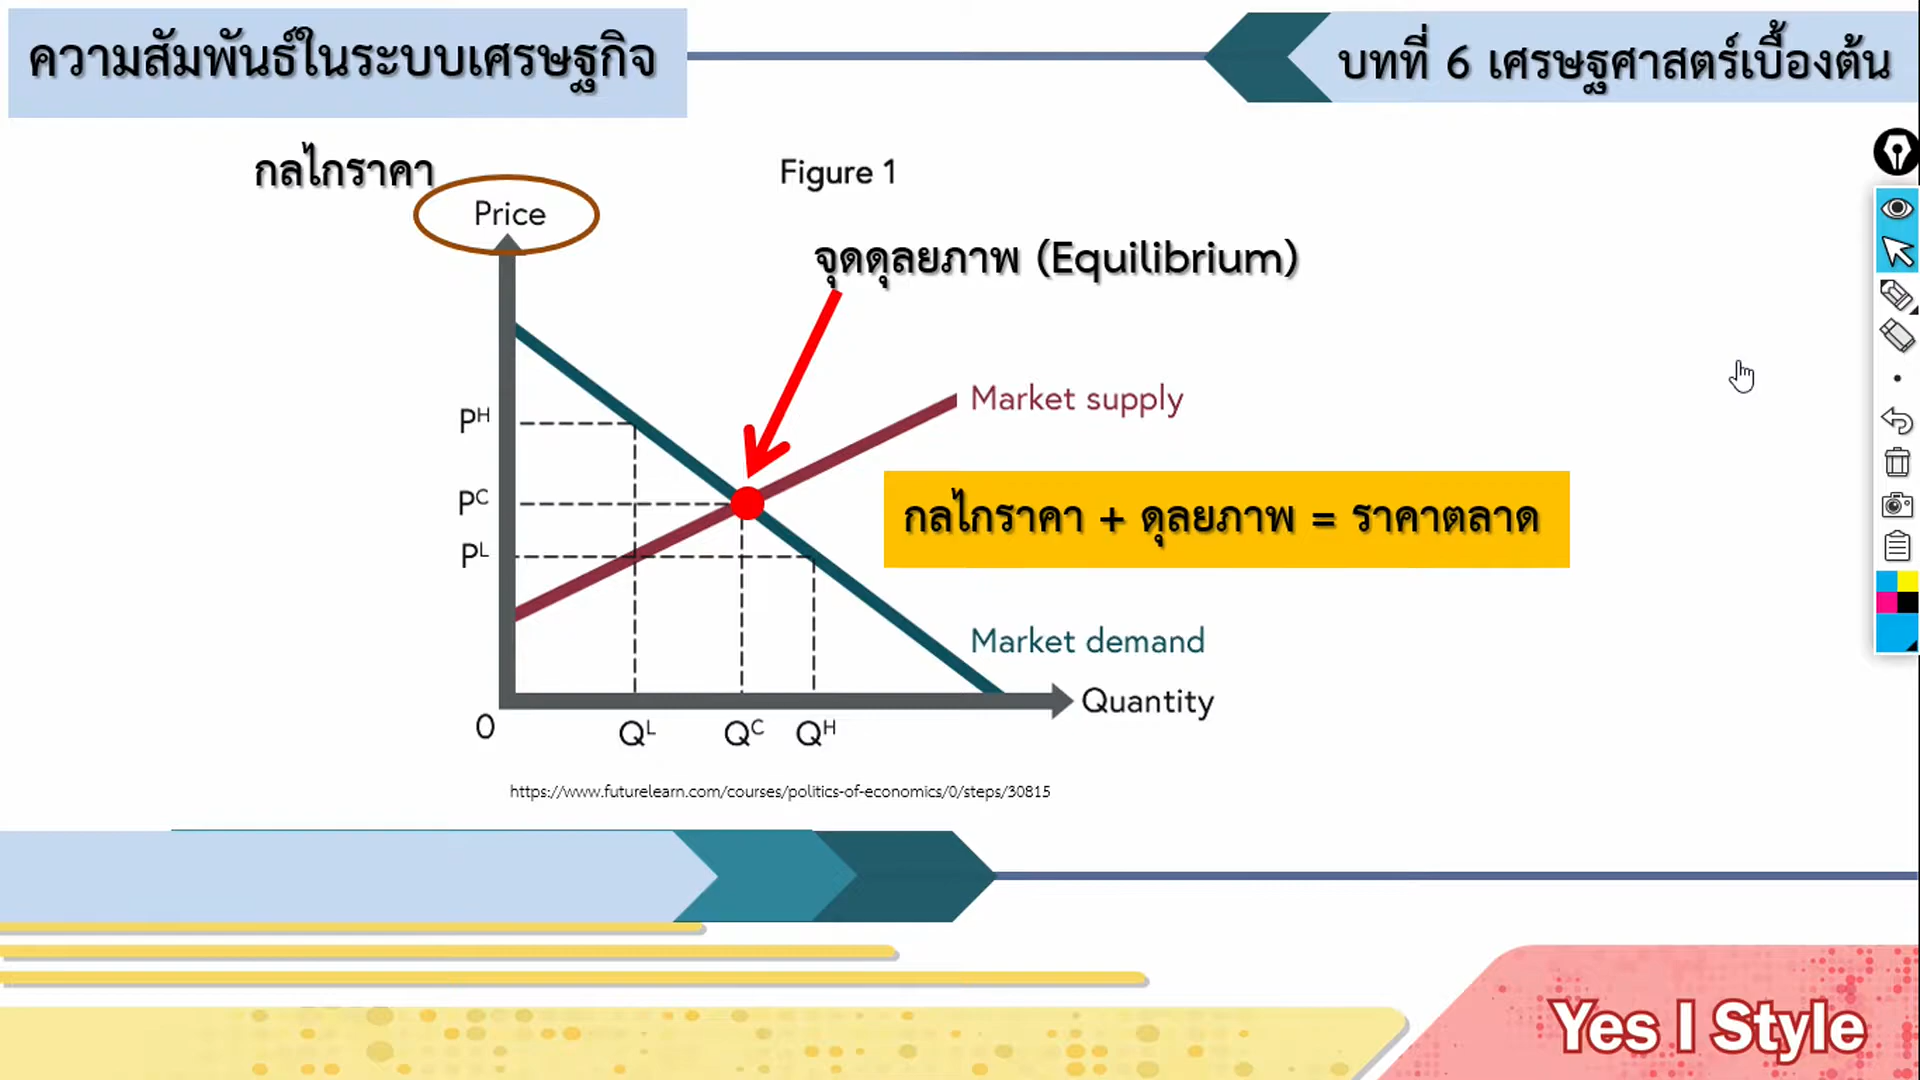 ความสัมพันธ์ในระบบเศรษฐกิจ
บทที่ 6 เศรษฐศาสตร์เบื้องต้น
กลไกราคา
Figure 1
Price
จุดดุลยภาพ (Equilibrium)
Market supply
Pᴴ
Pꟲ
กลไกราคา + ดุลยภาพ = ราคาตลาด
Pᴸ
Market demand
Quantity
0
Qᴸ Qꟲ Qᴴ
https://www.futurelearn.com/courses/politics-of-economics/0/steps/30815
Yes I Style